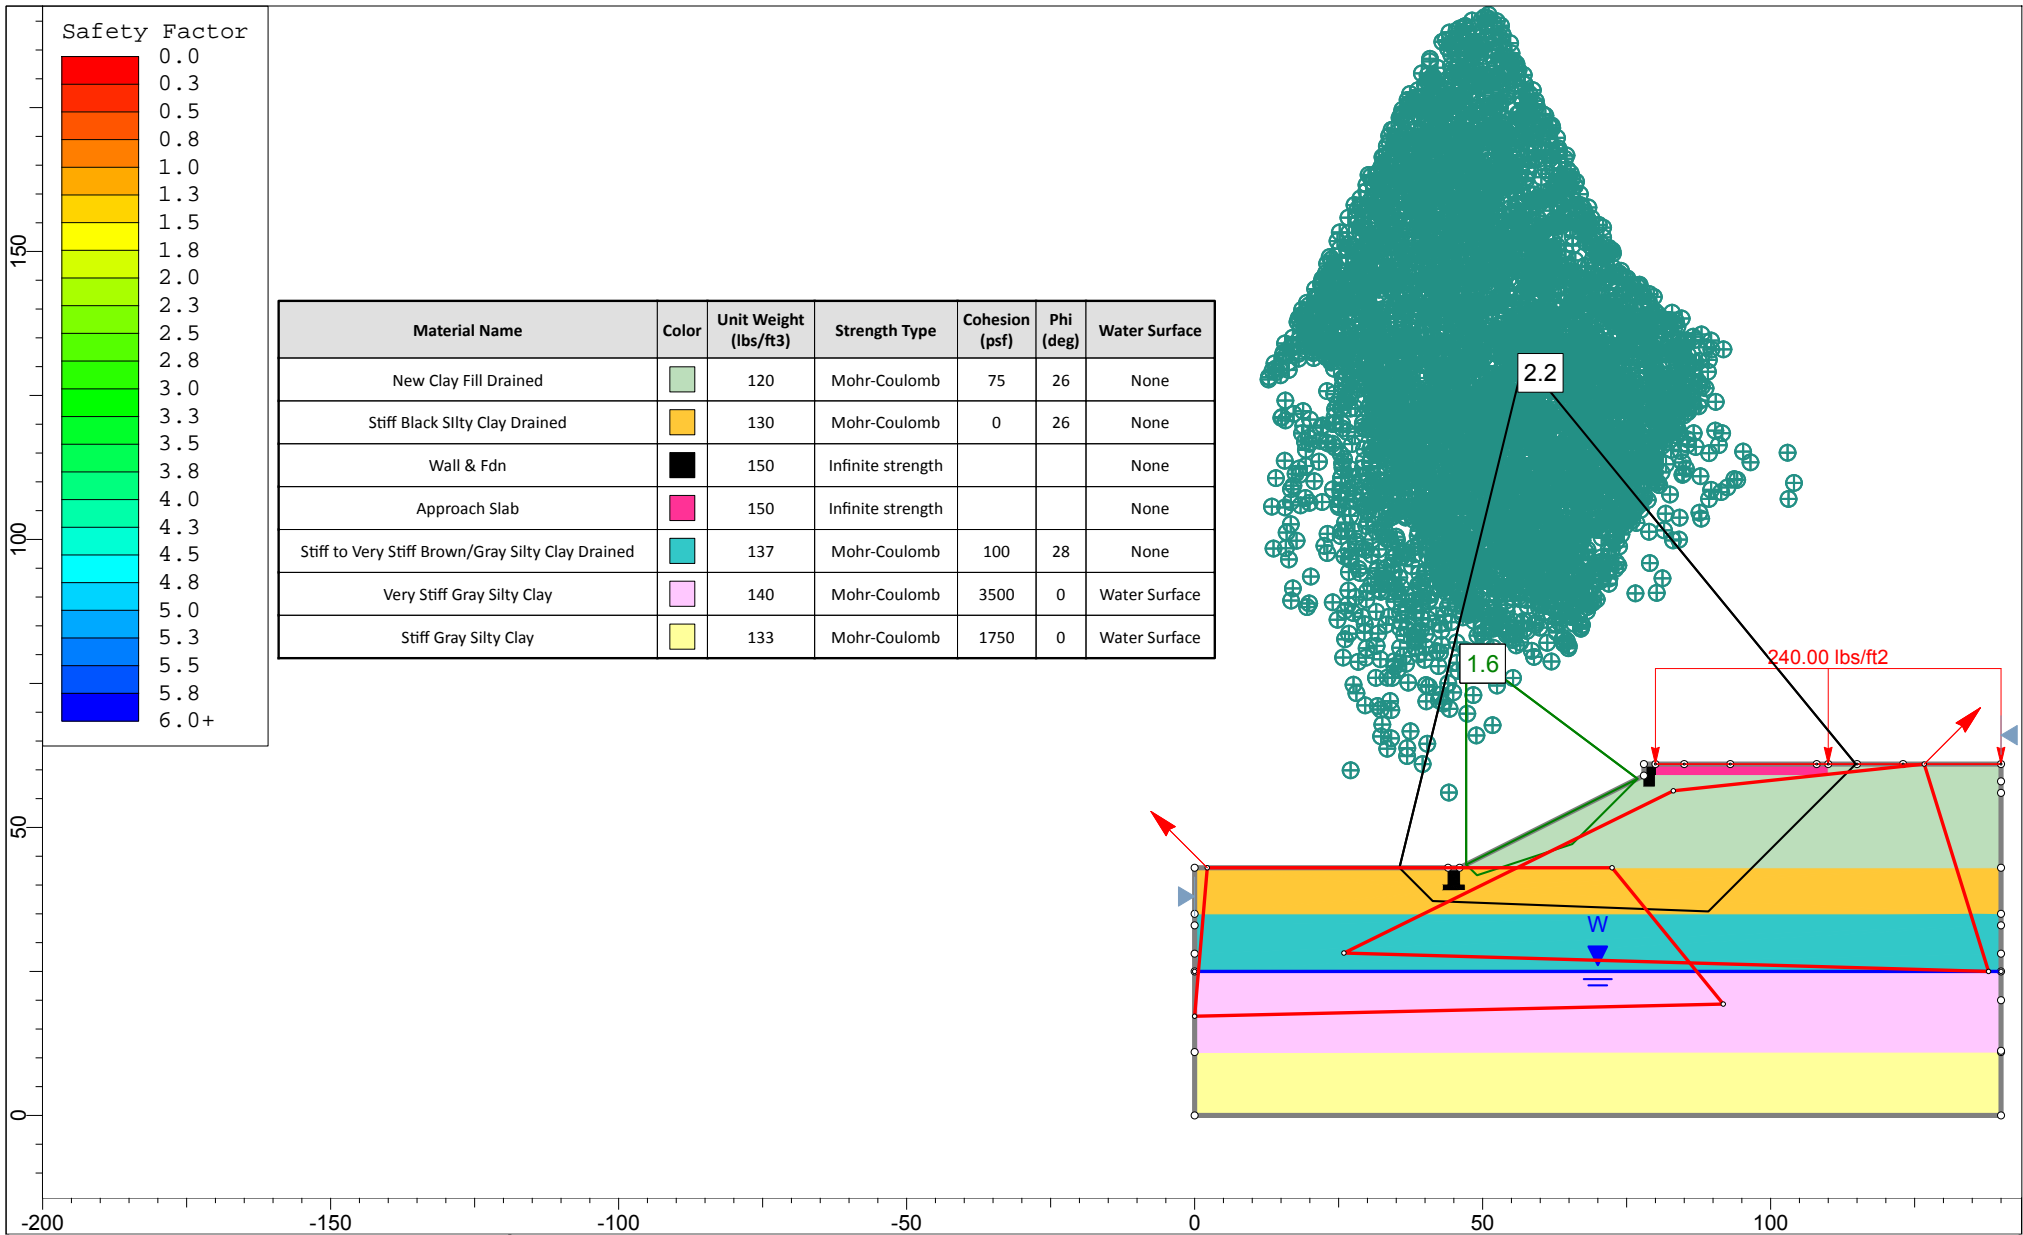 Safety Factor
0.0
0.3
0.5
0.8
1.0
1.3
1.5
1.8
2.0
2.3
2.5
2.8
3.0
3.3
3.5
3.8
4.0
4.3
4.5
4.8
5.0
5.3
5.5
5.8
6.0+
Material Name Color Unit Weight (lbs/ft3) Strength Type Cohesion (psf) Phi (deg) Water Surface
New Clay Fill Drained 120 Mohr-Coulomb 75 26 None
Stiff Black SIlty Clay Drained 130 Mohr-Coulomb 0 26 None
Wall & Fdn 150 Infinite strength None
Approach Slab 150 Infinite strength None
Stiff to Very Stiff Brown/Gray Silty Clay Drained 137 Mohr-Coulomb 100 28 None
Very Stiff Gray Silty Clay 140 Mohr-Coulomb 3500 0 Water Surface
Stiff Gray Silty Clay 133 Mohr-Coulomb 1750 0 Water Surface
2.2
1.6
240.00 lbs/ft2
W
150
100
50
0
-200 -150 -100 -50 0 50 100